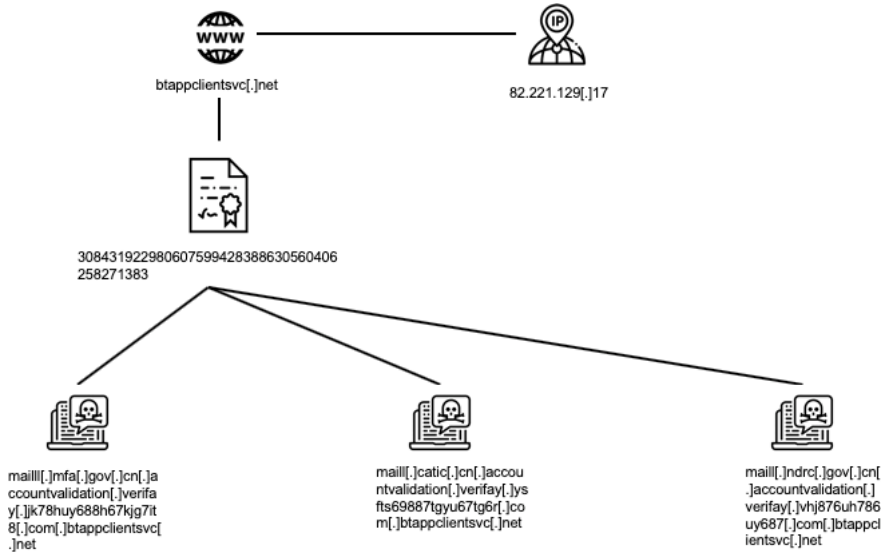 WWW
IP
btappclientsvc[.]net
82.221.129[.]17
308431922980607599428388630560406
258271383
mailll[.]mfa[.]gov[.]cn[.]a
ccountvalidation[.]verifa
y[.]jk78huy688h67kjg7it
8[.]com[.]btappclientsvc[
.]net
maill[.]catic[.]cn[.]accou
ntvalidation[.]verifay[.]ys
fts69887tgyu67tg6r[.]co
m[.]btappclientsvc[.]net
maill[.]ndrc[.]gov[.]cn[
.]accountvalidation[.]
verifay[.]vhj876uh786
uy687[.]com[.]btappcl
ientsvc[.]net